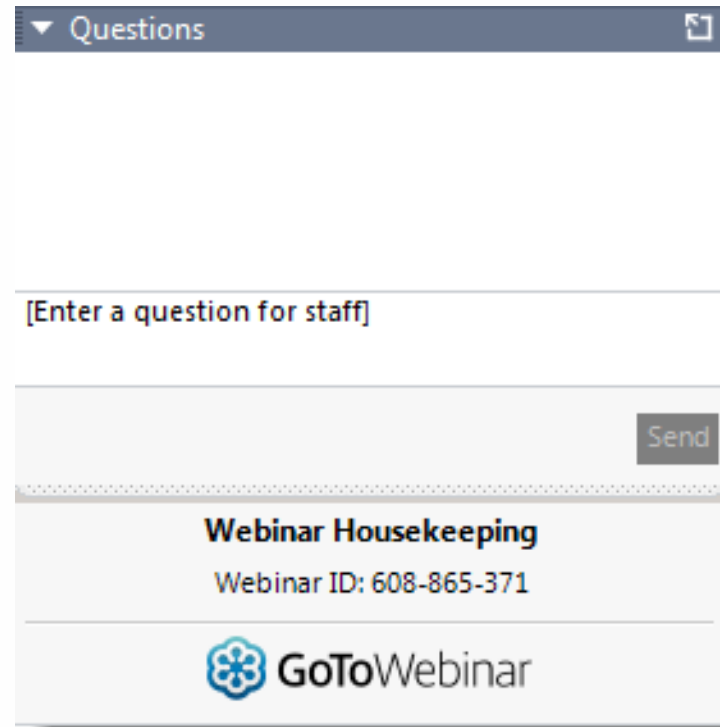 Questions
[Enter a question for staff]
Send
Webinar Housekeeping
Webinar ID: 608-865-371
GoToWebinar